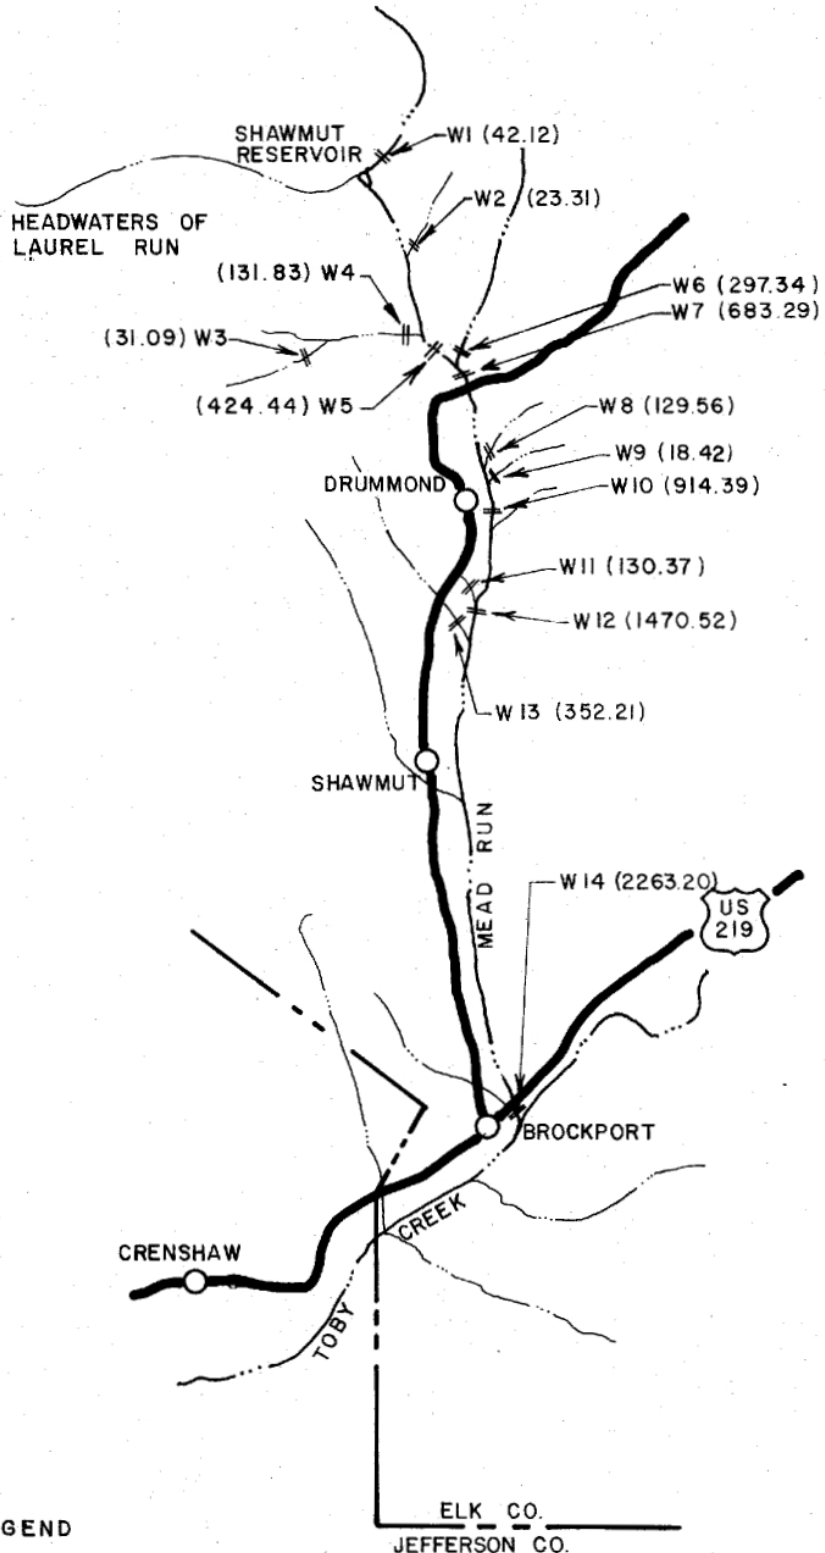 SHAWMUT
RESERVOIR
W1 (42.12)
W2 (23.31)
HEADWATERS OF
LAUREL RUN
(131.83) W4
W6 (297.34)
W7 (683.29)
(31.09) W3
(424.44) W5
W8 (129.56)
W9 (18.42)
DRUMMOND
W10 (914.39)
W11 (130.37)
W12 (1470.52)
W13 (352.21)
SHAWMUT
MEAD RUN
W14 (2263.20)
US
219
BROCKPORT
CREEK
CRENSHAW
TOBY
ELK CO.
GEND
JEFFERSON CO.